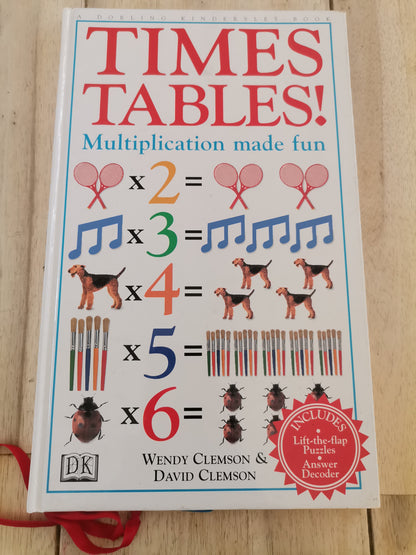 A DORLING KINDERSLEY BOOK
TIMES
TABLES!
Multiplication made fun
x2=
x3=
x4=
x5=
x6=
INCLUDES
Lift-the-flap
Puzzles
•
Answer
Decoder
DK
WENDY CLEMSON &
DAVID CLEMSON